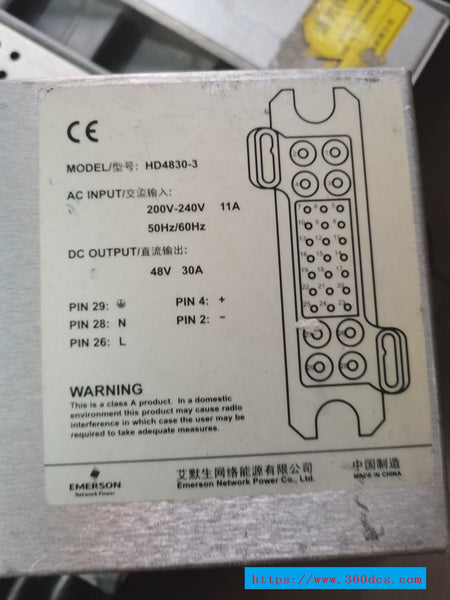 CE
MODEL/型号: HD4830-3
AC INPUT/交流输入:
200V-240V 11A
50Hz/60Hz
DC OUTPUT/直流输出:
48V 30A
PIN 29:
PIN 4: +
PIN 28: N
PIN 2: -
PIN 26: L
WARNING
This is a class A product. In a domestic
environment this product may cause radio
interference in which case the user may be
required to take adequate measures.
EMERSON
Network Power
艾默生网络能源有限公司
Emerson Network Power Co., Ltd.
中国制造
MADE IN CHINA
https://www.360dcs.com